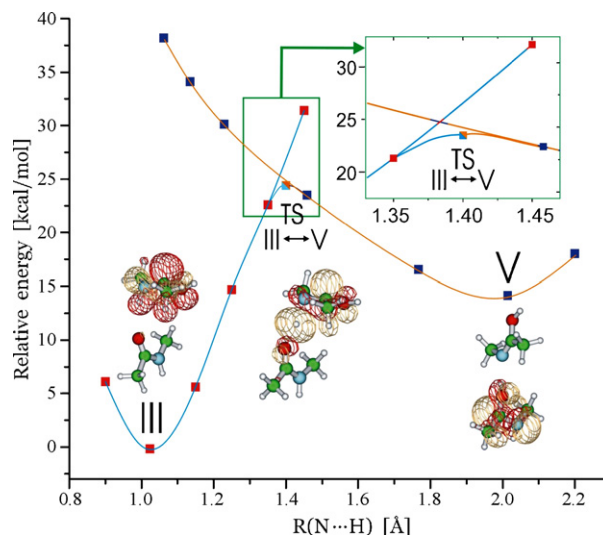 40
35
30
25
20
15
10
5
0
Relative energy [kcal/mol]
0.8 1.0 1.2 1.4 1.6 1.8 2.0 2.2
R(N···H) [Å]
III
TS
III↔V
V
30
25
20
1.35 1.40 1.45
TS
III↔V